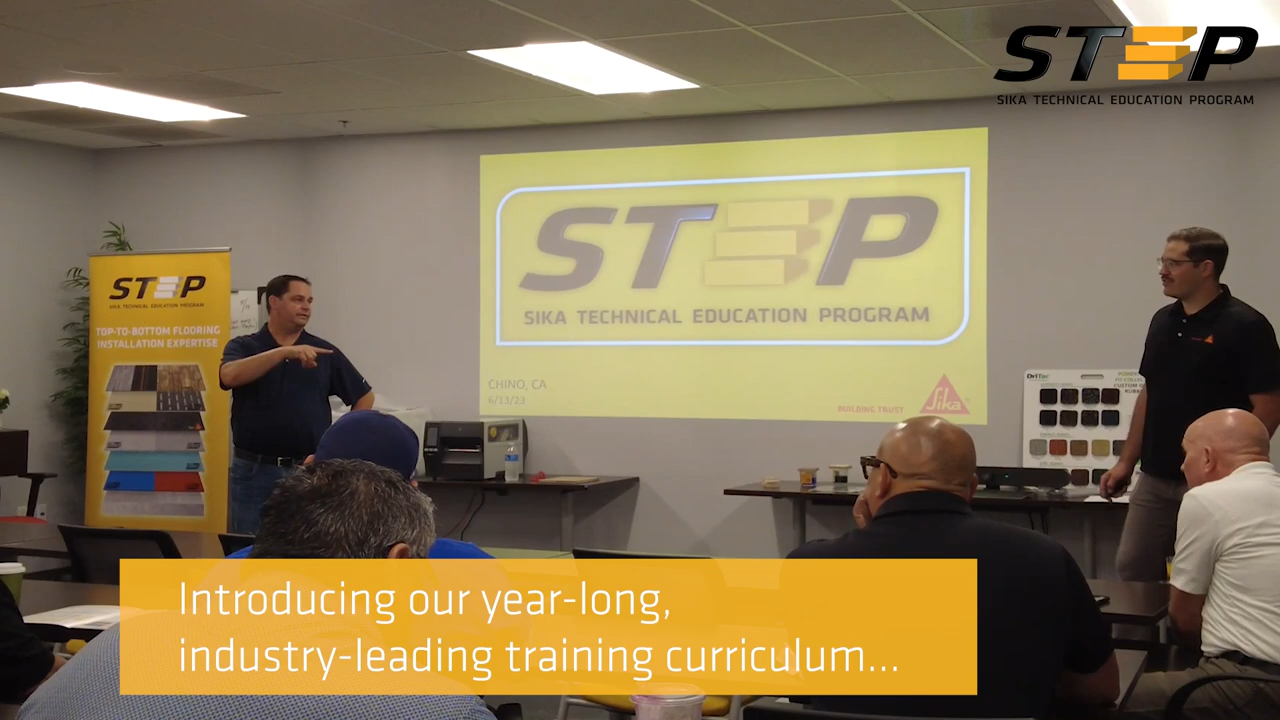 STEP
SIKA TECHNICAL EDUCATION PROGRAM
STEP
SIKA TECHNICAL EDUCATION PROGRAM
CHINO, CA
6/13/23
BUILDING TRUST
Sika
STEP
SIKA TECHNICAL EDUCATION PROGRAM
TOP-TO-BOTTOM FLOORING
INSTALLATION EXPERTISE
DriTac
Introducing our year-long,
industry-leading training curriculum...